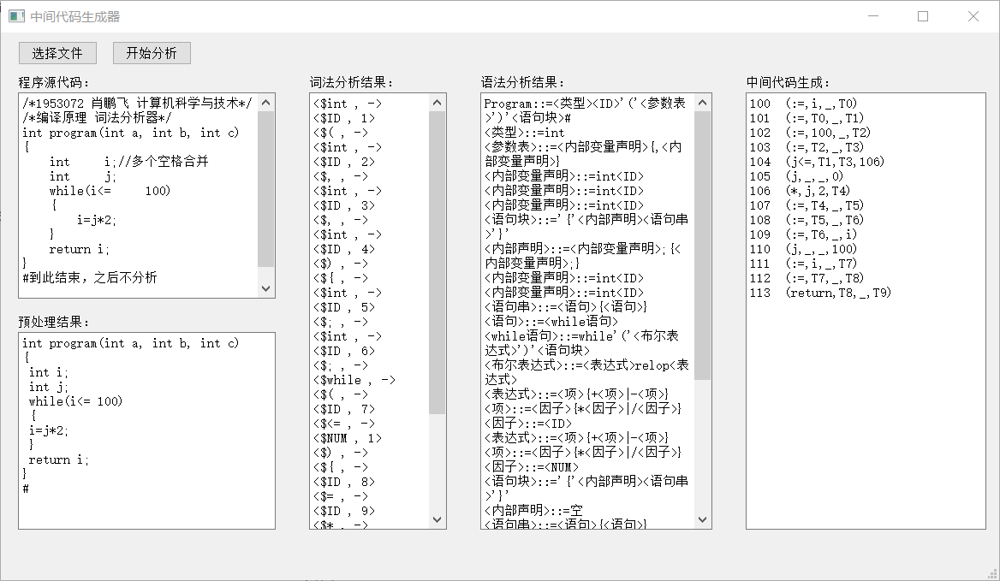 中间代码生成器
选择文件
开始分析
程序源代码：
/*1953072 肖鹏飞 计算机科学与技术*/
/*编译原理 词法分析器*/
int program(int a, int b, int c)
{
    int     i;//多个空格合并
    int     j;
    while(i<=     100)
    {
        i=j*2;
    }
    return i;
}
#到此结束，之后不分析
预处理结果：
int program(int a, int b, int c)
{
 int i;
 int j;
 while(i<= 100)
 {
 i=j*2;
 }
 return i;
}
#
词法分析结果：
<$int , ->
<$ID , 1>
<$( , ->
<$int , ->
<$ID , 2>
<$, , ->
<$int , ->
<$ID , 3>
<$, , ->
<$int , ->
<$ID , 4>
<$) , ->
<${ , ->
<$int , ->
<$ID , 5>
<$; , ->
<$int , ->
<$ID , 6>
<$; , ->
<$while , ->
<$( , ->
<$ID , 7>
<$<= , ->
<$NUM , 1>
<$) , ->
<${ , ->
<$ID , 8>
<$= , ->
<$ID , 9>
<$* , ->
语法分析结果：
Program::=<类型><ID>'('<参数表
>')'<语句块>#
<类型>::=int
<参数表>::=<内部变量声明>{,<内
部变量声明>}
<内部变量声明>::=int<ID>
<内部变量声明>::=int<ID>
<内部变量声明>::=int<ID>
<语句块>::='{'<内部声明><语句串
>'}'
<内部声明>::=<内部变量声明>;{<
内部变量声明>;}
<内部变量声明>::=int<ID>
<内部变量声明>::=int<ID>
<语句串>::=<语句>{<语句>}
<语句>::=<while语句>
<while语句>::=while'('<布尔表
达式>')'<语句块>
<布尔表达式>::=<表达式>relop<表
达式>
<表达式>::=<项>{+<项>|-<项>}
<项>::=<因子>{*<因子>|/<因子>}
<因子>::=<ID>
<表达式>::=<项>{+<项>|-<项>}
<项>::=<因子>{*<因子>|/<因子>}
<因子>::=<NUM>
<语句块>::='{'<内部声明><语句串
>'}'
<内部声明>::=空
<语句串>::=<语句>{<语句>}
中间代码生成：
100  (:=,i,_,T0)
101  (:=,T0,_,T1)
102  (:=,100,_,T2)
103  (:=,T2,_,T3)
104  (j<=,T1,T3,106)
105  (j,_,_,0)
106  (*,j,2,T4)
107  (:=,T4,_,T5)
108  (:=,T5,_,T6)
109  (:=,T6,_,i)
110  (j,_,_,100)
111  (:=,i,_,T7)
112  (:=,T7,_,T8)
113  (return,T8,_,T9)